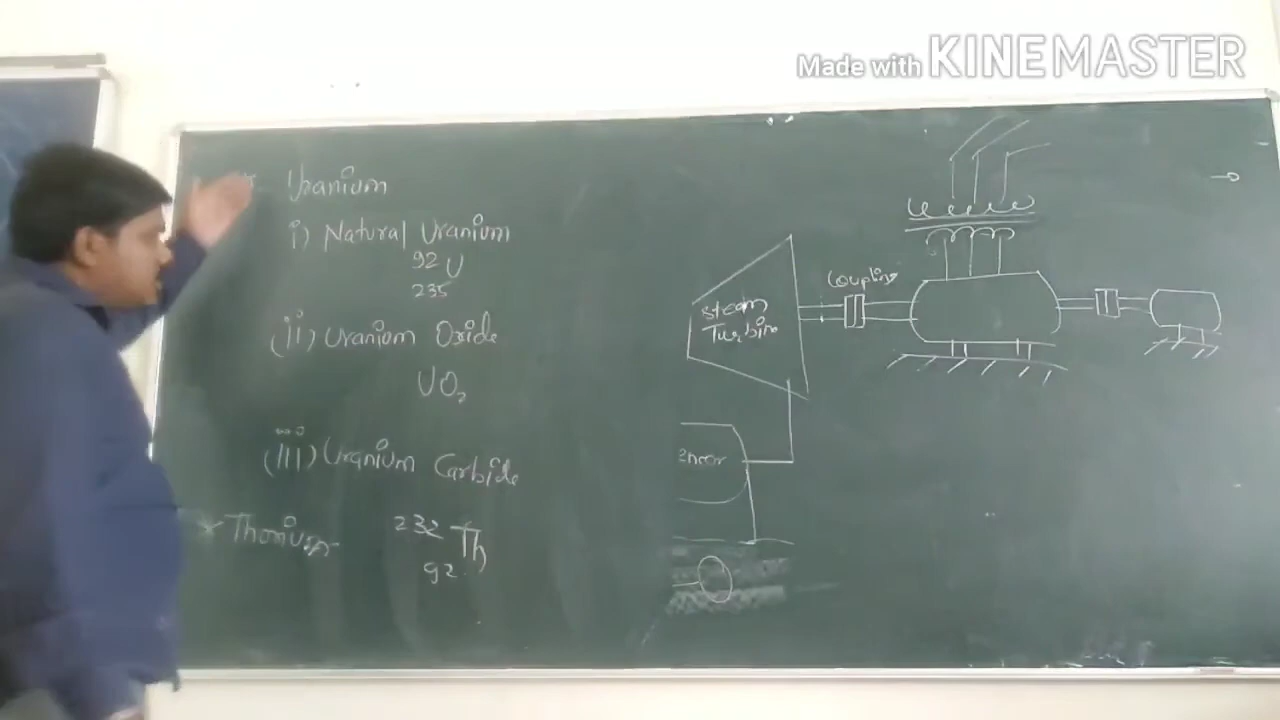 Made with KINEMASTER
Uranium
i) Natural Uranium
92
U
235
(ii) Uranium Oxide
UO₂
(iii) Uranium Carbide
Thorium
232
Th
92
Coupling
Steam
Turbine